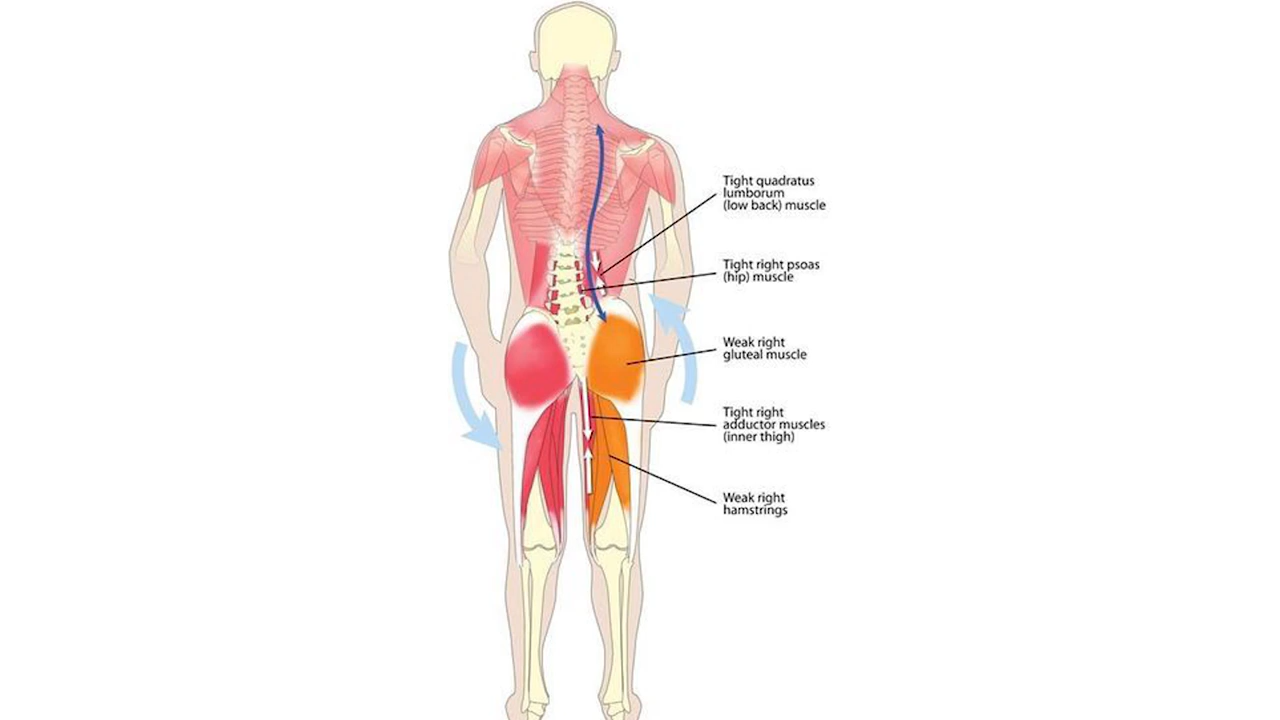 Tight quadratus
lumborum
(low back) muscle
Tight right psoas
(hip) muscle
Weak right
gluteal muscle
Tight right
adductor muscles
(inner thigh)
Weak right
hamstrings